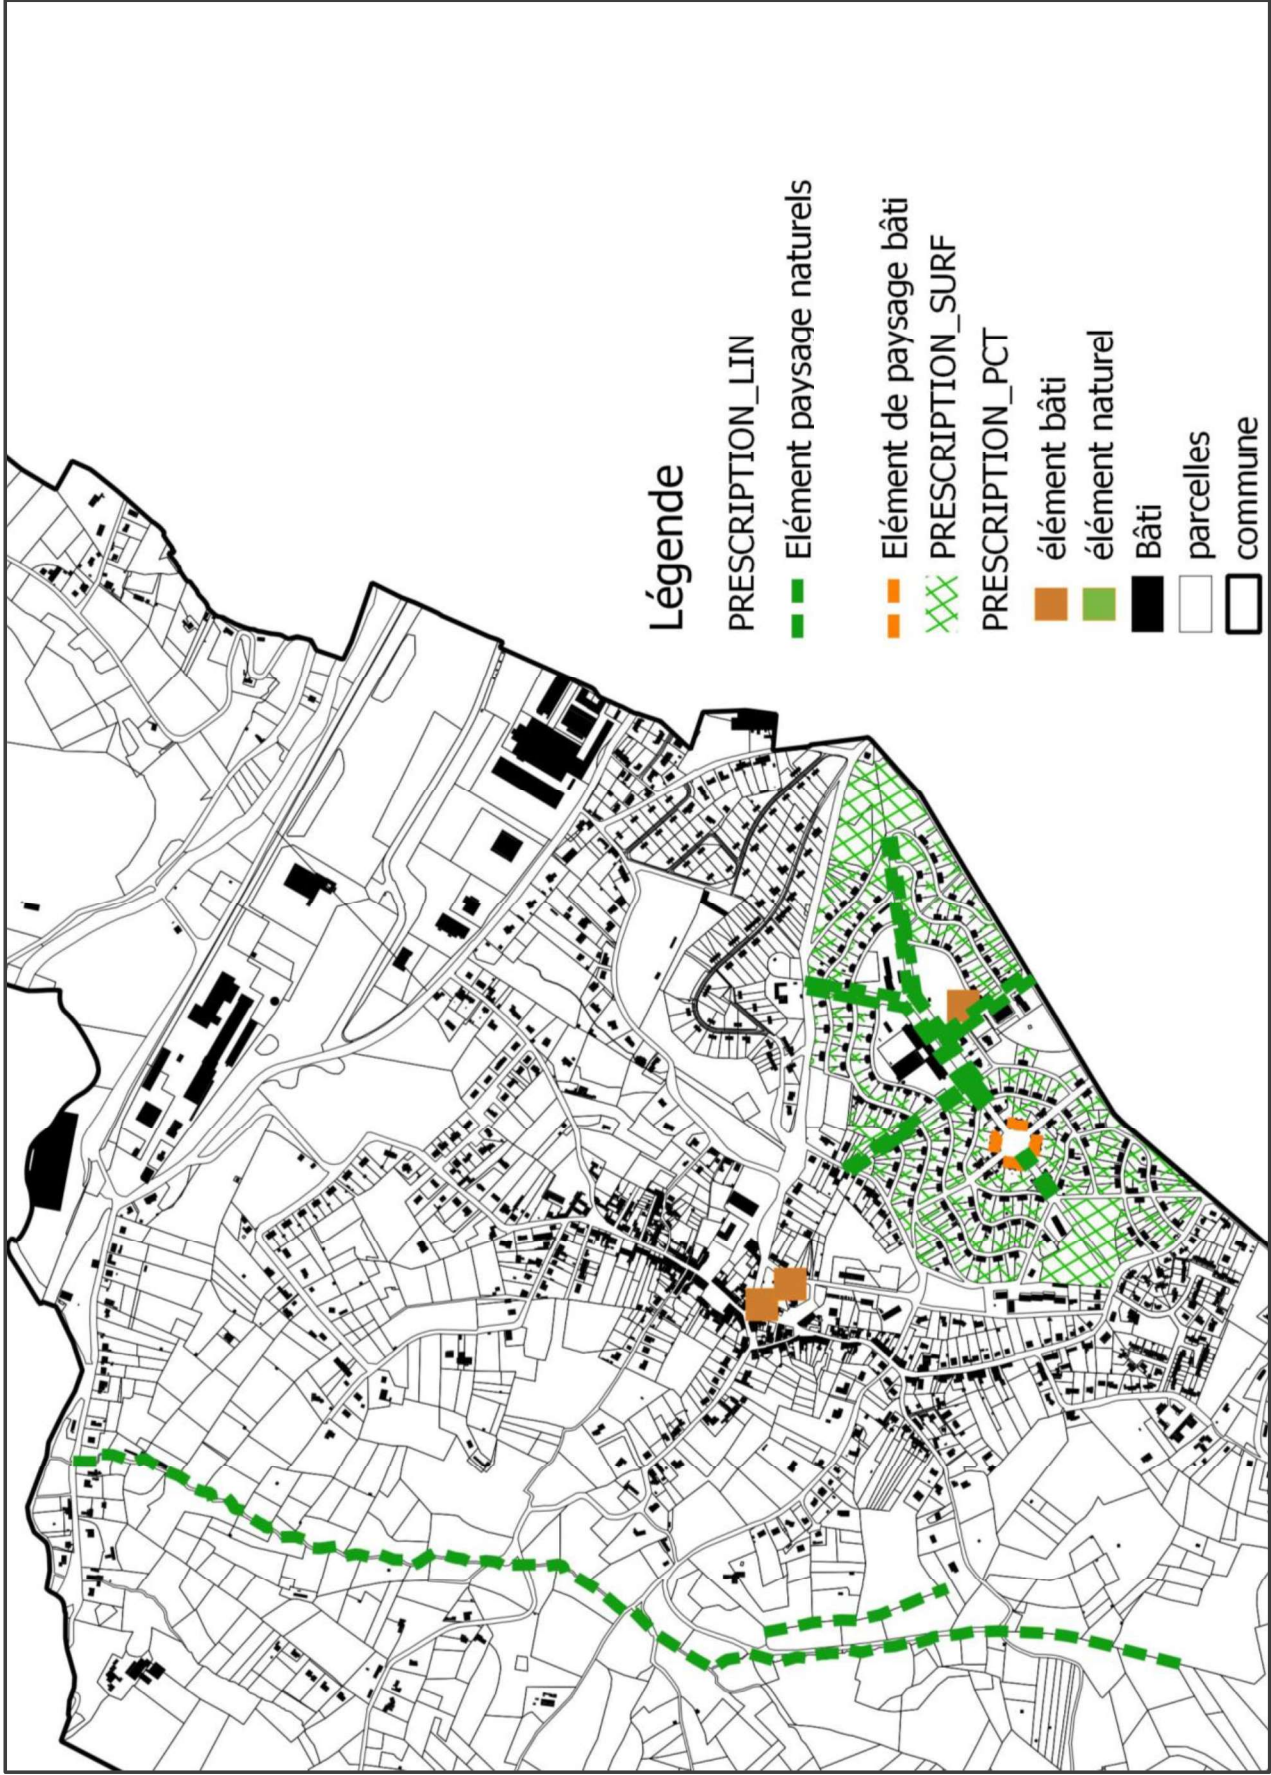 Légende
PRESCRIPTION_LIN
Elément paysage naturels
Elément de paysage bâti
PRESCRIPTION_SURF
PRESCRIPTION_PCT
élément bâti
élément naturel
Bâti
parcelles
commune